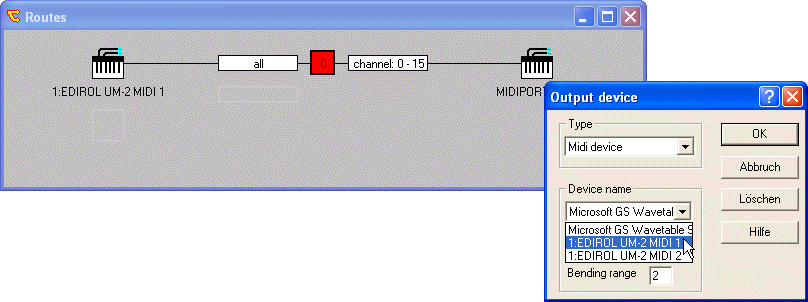 Routes
all
0
channel: 0 - 15
1:EDIROL UM-2 MIDI 1
MIDIPOR
Output device
Type
Midi device
OK
Abbruch
Löschen
Hilfe
Device name
Microsoft GS Wavetal
Microsoft GS Wavetable S
1:EDIROL UM-2 MIDI 1
1:EDIROL UM-2 MIDI 2
Bending range
2